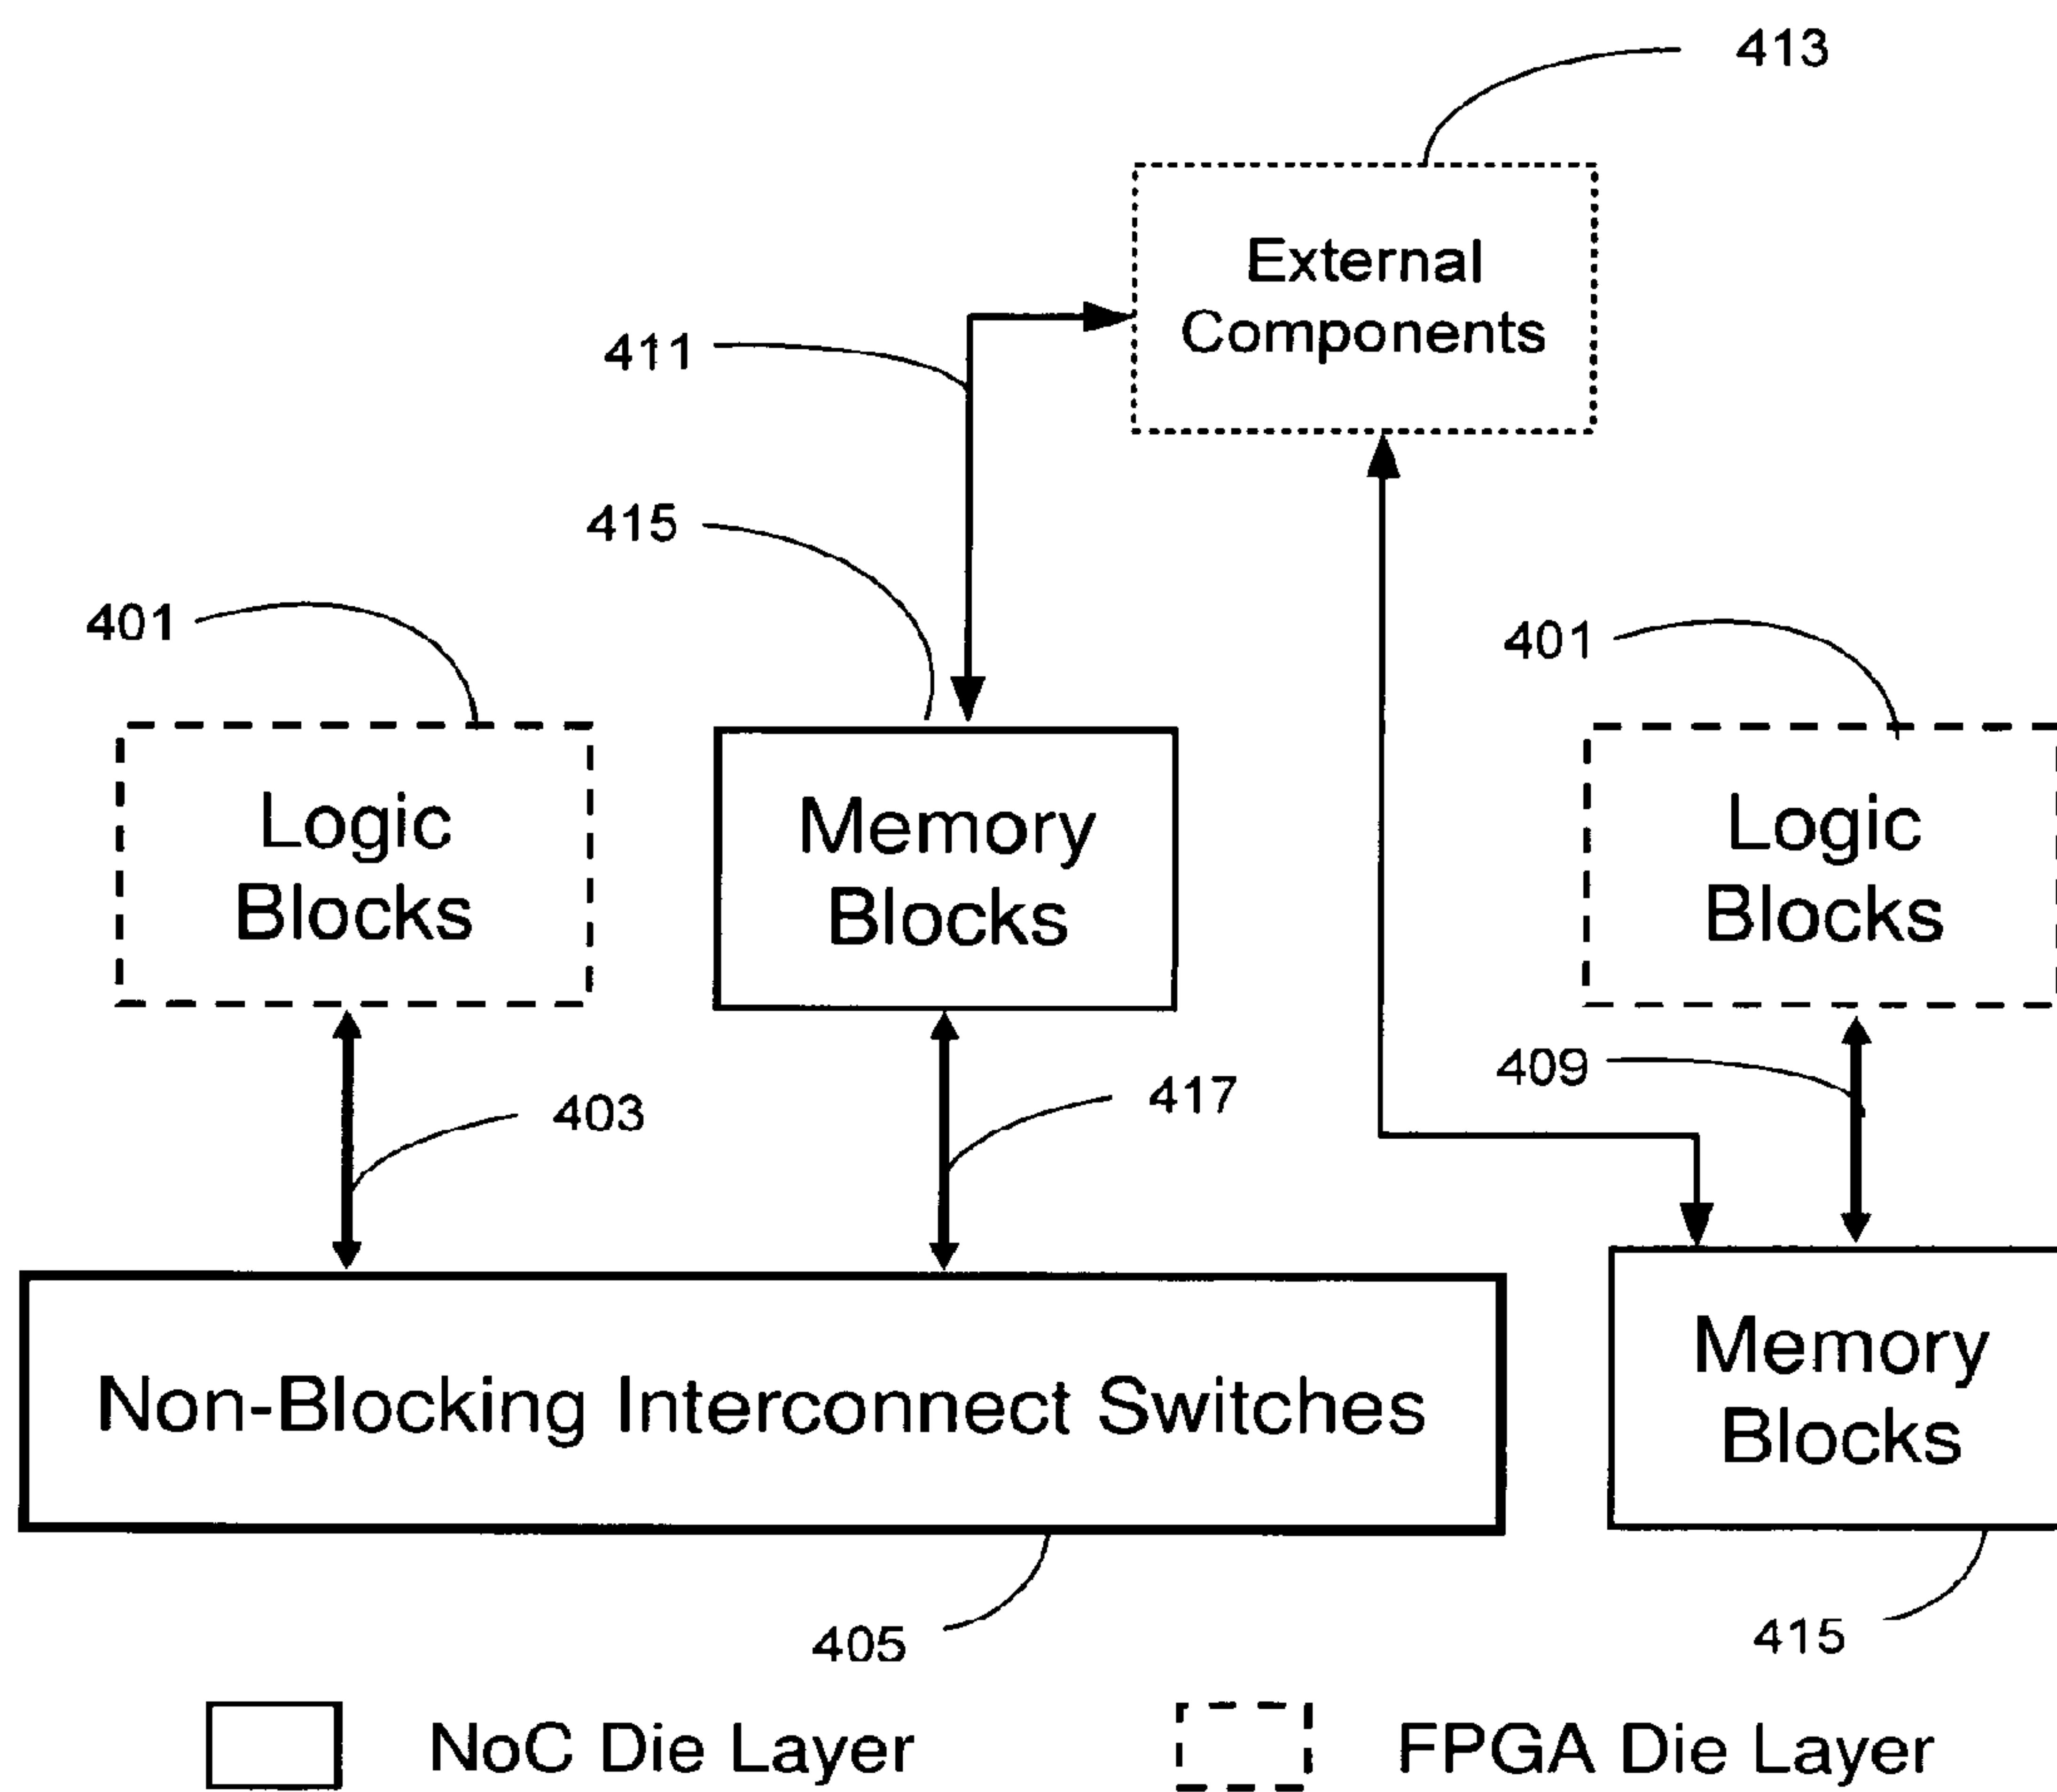 413
External
Components
411
415
401
401
Logic
Blocks
Memory
Blocks
Logic
Blocks
403
417
409
Non-Blocking Interconnect Switches
Memory
Blocks
405
415
NoC Die Layer
FPGA Die Layer